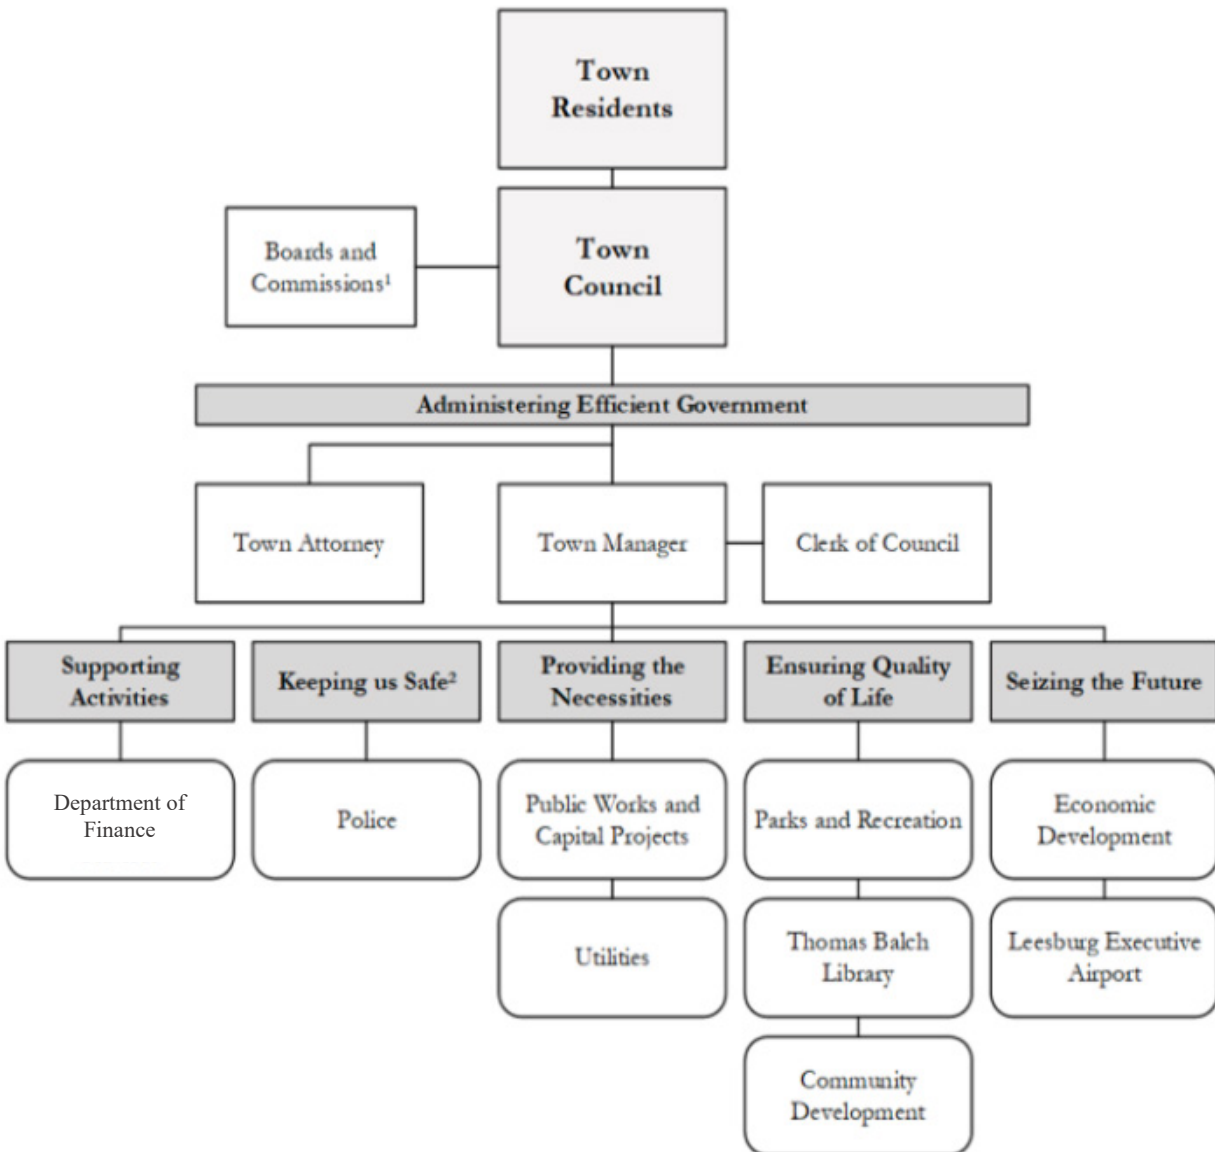 Town
Residents
Boards and
Commissions¹
Town
Council
Administering Efficient Government
Town Attorney
Town Manager
Clerk of Council
Supporting
Activities
Keeping us Safe²
Providing the
Necessities
Ensuring Quality
of Life
Seizing the Future
Department of
Finance
Police
Public Works and
Capital Projects
Parks and Recreation
Economic
Development
Utilities
Thomas Balch
Library
Leesburg Executive
Airport
Community
Development